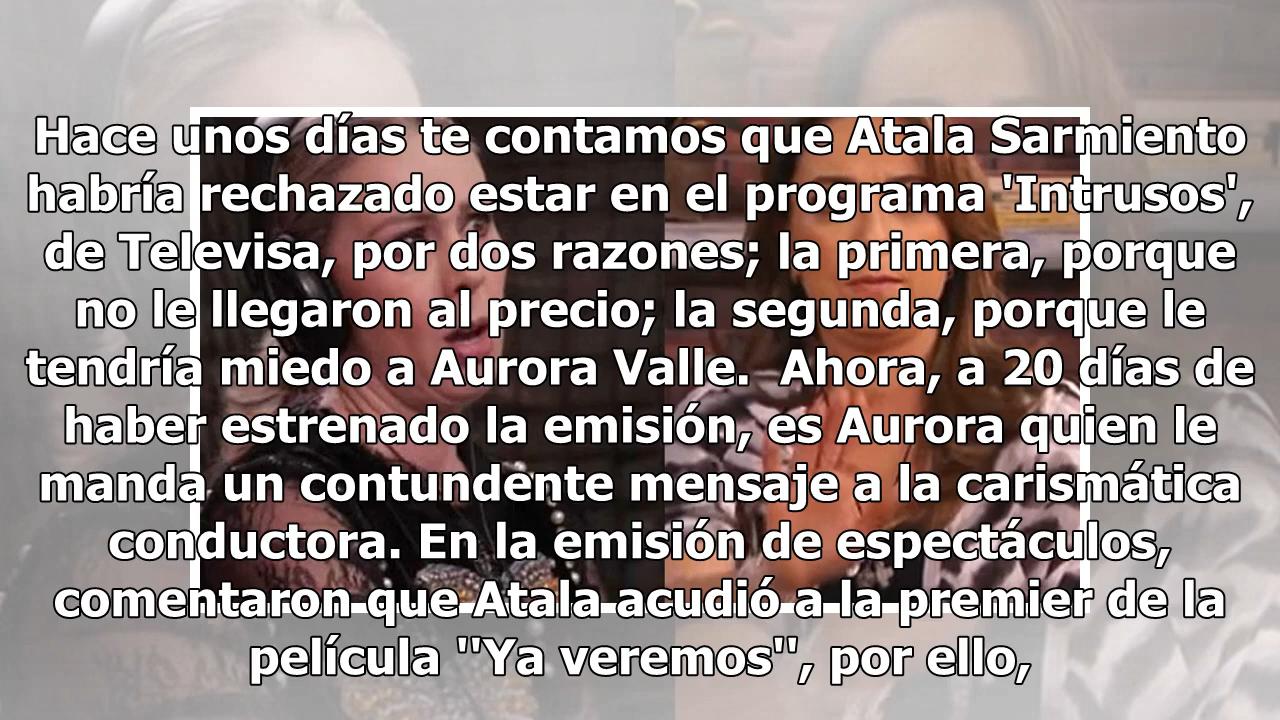 Hace unos días te contamos que Atala Sarmiento
habría rechazado estar en el programa 'Intrusos',
de Televisa, por dos razones; la primera, porque
no le llegaron al precio; la segunda, porque le
tendría miedo a Aurora Valle.  Ahora, a 20 días de
haber estrenado la emisión, es Aurora quien le
manda un contundente mensaje a la carismática
conductora. En la emisión de espectáculos,
comentaron que Atala acudió a la premier de la
película ''Ya veremos'', por ello,